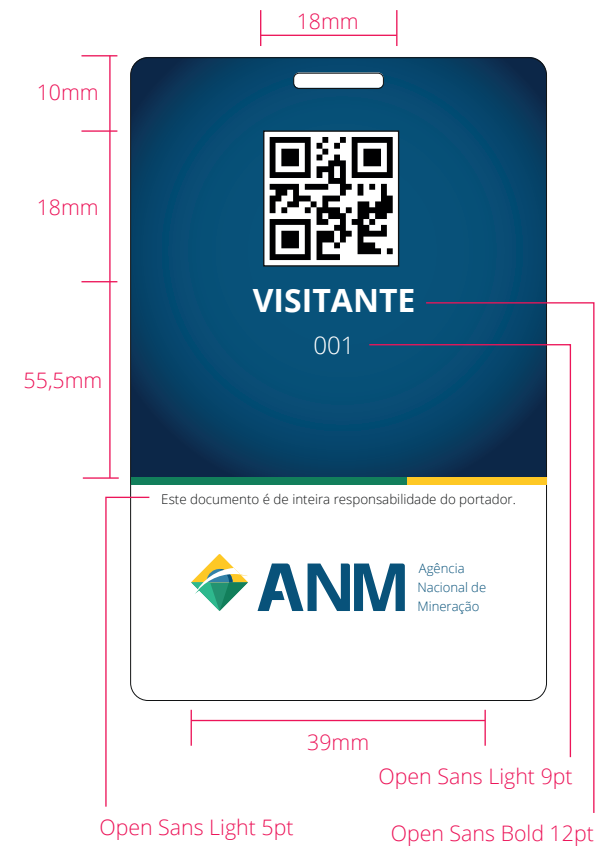 18mm
10mm
18mm
VISITANTE
001
55,5mm
Este documento é de inteira responsabilidade do portador.
ANM
Agência
Nacional de
Mineração
39mm
Open Sans Light 9pt
Open Sans Light 5pt
Open Sans Bold 12pt